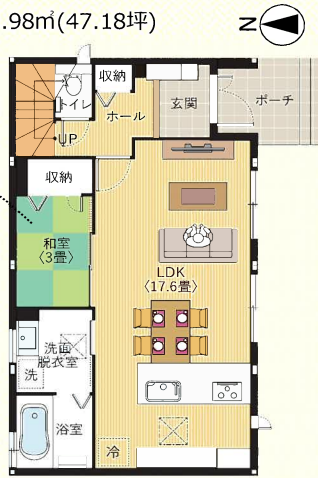 .98㎡(47.18坪)
N
収納
トイレ
玄関
ポーチ
ホール
UP
収納
和室
〈3畳〉
LDK
〈17.6畳〉
洗面
脱衣室
洗
浴室
冷